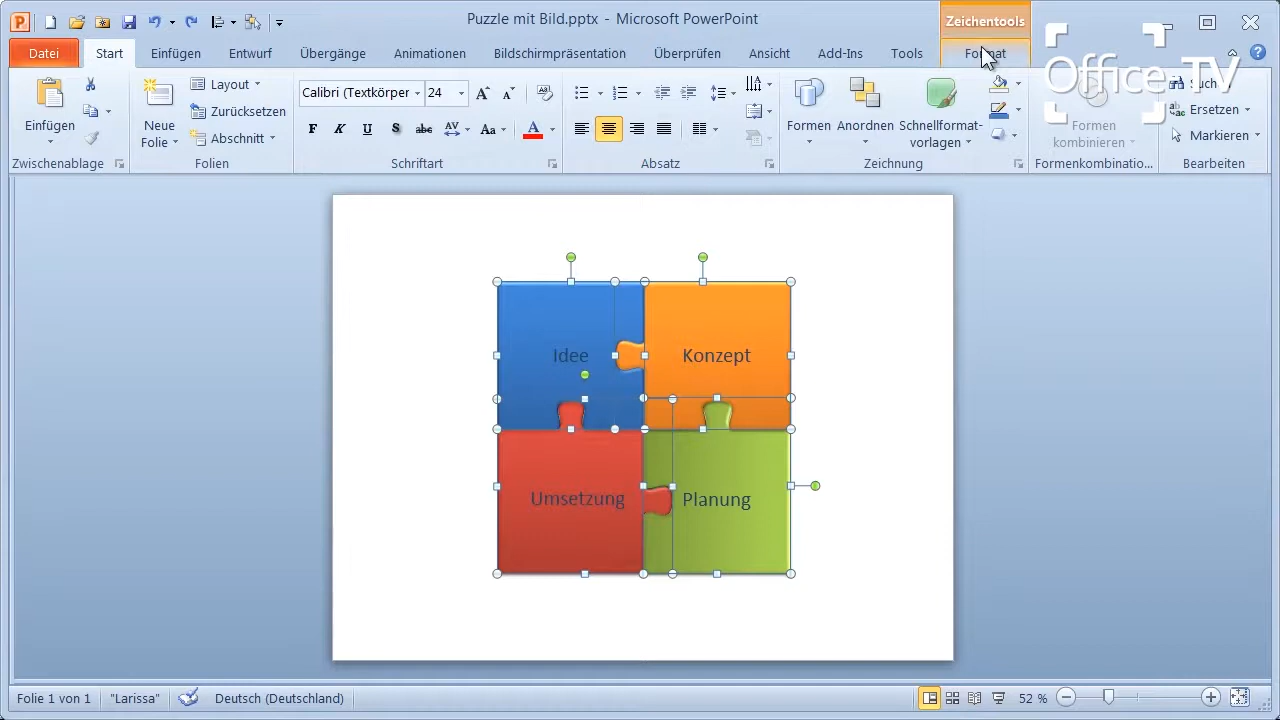 Puzzle mit Bild.pptx - Microsoft PowerPoint
Zeichentools
Datei Start Einfügen Entwurf Übergänge Animationen Bildschirmpräsentation Überprüfen Ansicht Add-Ins Tools Format
Office TV
Einfügen
Zwischenablage
Neue Folie
Layout
Zurücksetzen
Abschnitt
Folien
Calibri (Textkörper 24
F K U S abc AV Aa A
Schriftart
Absatz
Formen Anordnen Schnellformat-
vorlagen
Zeichnung
Formen
kombinieren
Formenkombinatio...
Ersetzen
Markieren
Bearbeiten
Idee Konzept
Umsetzung Planung
Folie 1 von 1 "Larissa" Deutsch (Deutschland) 52 %